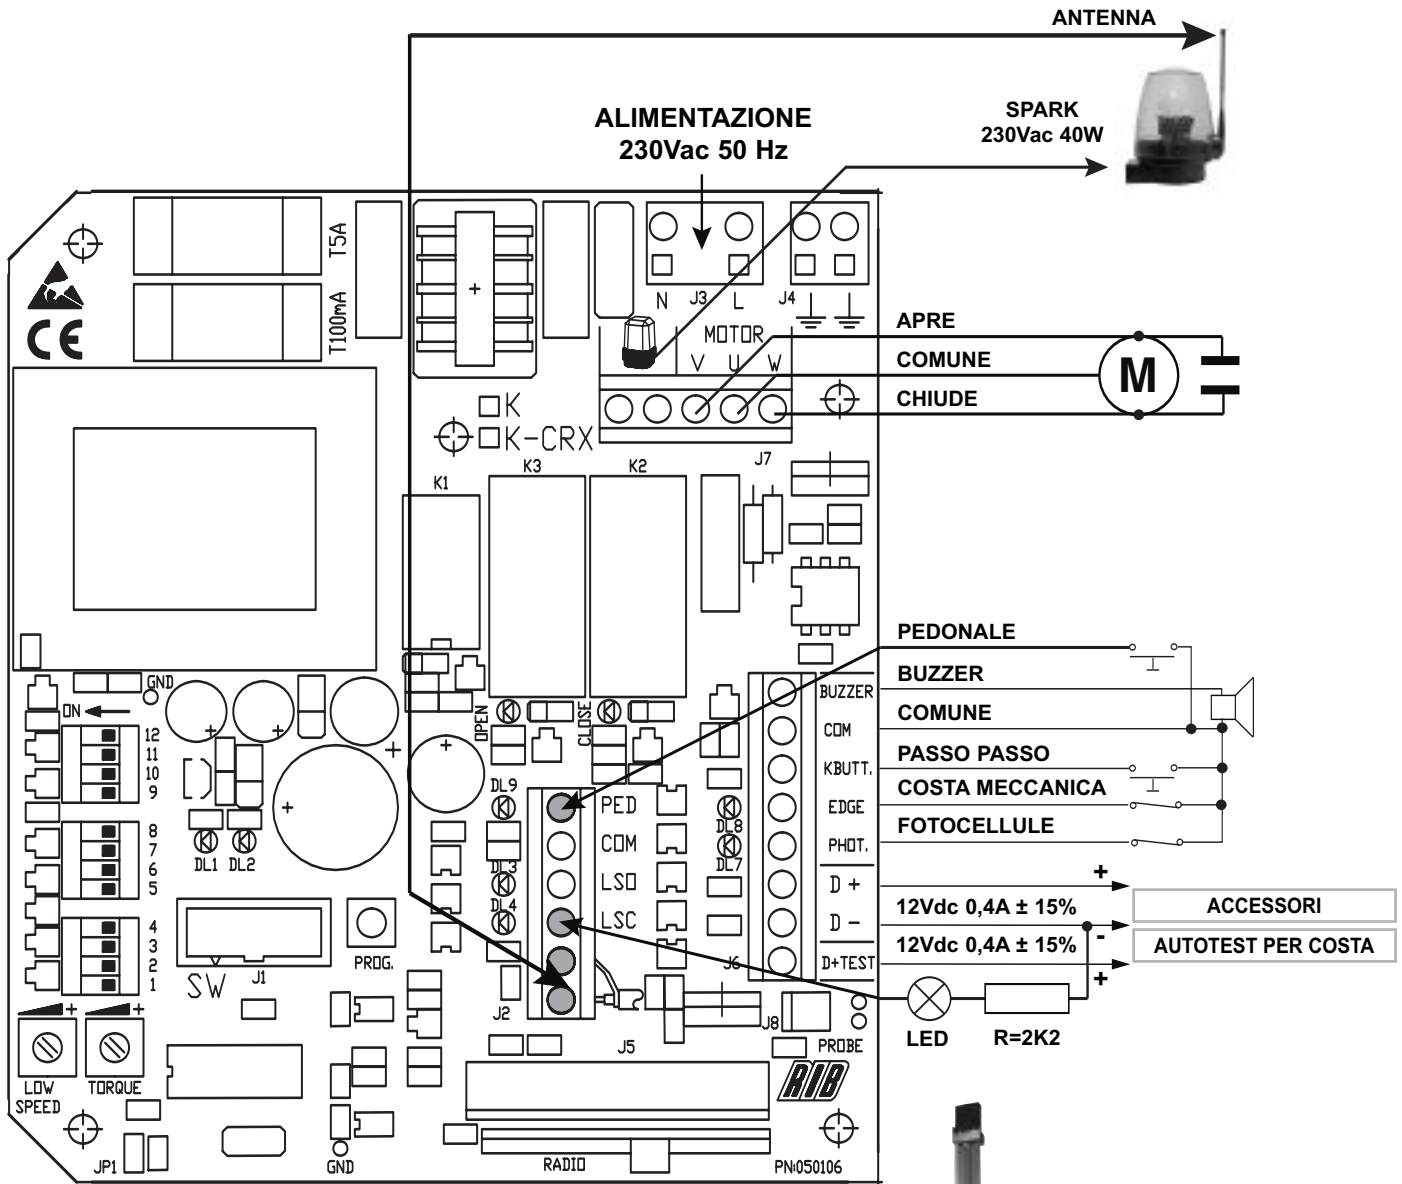 ANTENNA
SPARK
230Vac 40W
ALIMENTAZIONE
230Vac 50 Hz
T5A
T100mA
CE
N J3 L J4
MOTOR
V U W
APRE
COMUNE
CHIUDE
M
K
K-CRX
K1
K3
K2
J7
PEDONALE
BUZZER
COMUNE
PASSO PASSO
COSTA MECCANICA
FOTOCELLULE
BUZZER
COM
KBUTT.
EDGE
PHOT.
D +
D -
D+TEST
J6
GND
ON
12
11
10
9
8
7
6
5
4
3
2
1
OPEN
CLOSE
DL9
DL3
DL4
DL8
DL7
DL1 DL2
PED
COM
LSO
LSC
+
12Vdc 0,4A ± 15%
ACCESSORI
-
12Vdc 0,4A ± 15%
AUTOTEST PER COSTA
+
LED
R=2K2
SW
J1
PROG.
J2
J5
J8
PROBE
LOW
SPEED
TORQUE
RIB
JP1
GND
RADIO
PN:050106